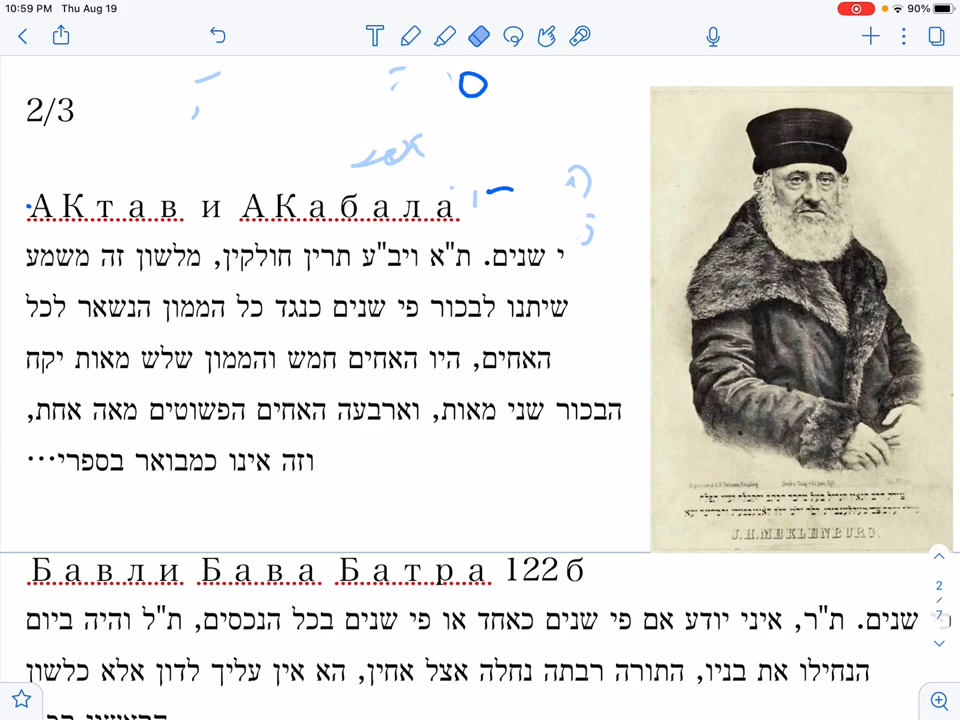 10:59 PM Thu Aug 19
90%
2/3
АКтав и АКабала
י שנים. ת"א ויב"ע תרין חולקין, מלשון זה משמע
שיתנו לבכור פי שנים כנגד כל הממון הנשאר לכל
האחים, היו האחים חמש והממון שלש מאות יקח
הבכור שני מאות, וארבעה האחים הפשוטים מאה אחת,
וזה אינו כמבואר בספרי...
J.H.MEKLENBURG.
Бавли Бава Батра 122б
שנים. ת"ר, איני יודע אם פי שנים כאחד או פי שנים בכל הנכסים, ת"ל והיה ביום
הנחילו את בניו, התורה רבתה נחלה אצל אחין, הא אין עליך לדון אלא כלשון
2
7